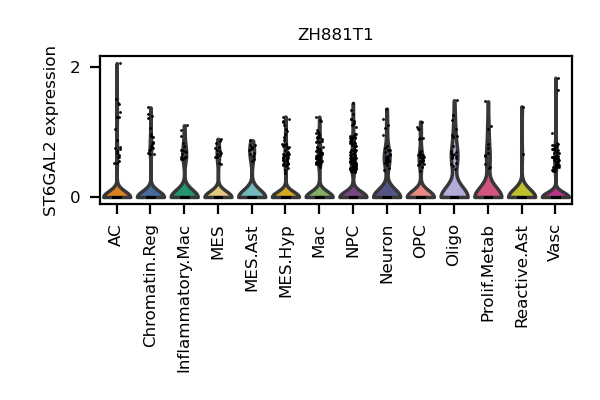 ZH881T1
ST6GAL2 expression
2
0
AC
Chromatin.Reg
Inflammatory.Mac
MES
MES.Ast
MES.Hyp
Mac
NPC
Neuron
OPC
Oligo
Prolif.Metab
Reactive.Ast
Vasc